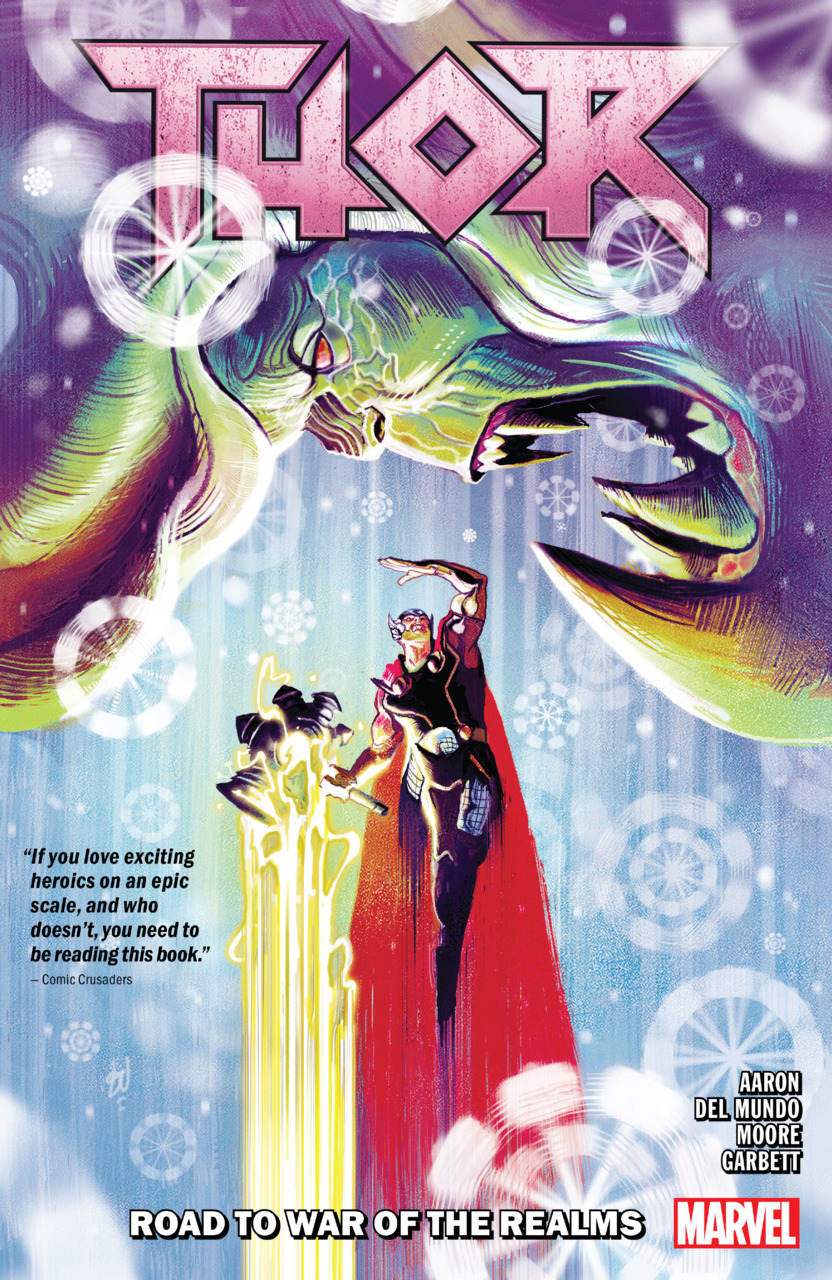 THOR
“If you love exciting
heroics on an epic
scale, and who
doesn’t, you need to
be reading this book.”
– Comic Crusaders
AARON
DEL MUNDO
MOORE
GARBETT
ROAD TO WAR OF THE REALMS
MARVEL